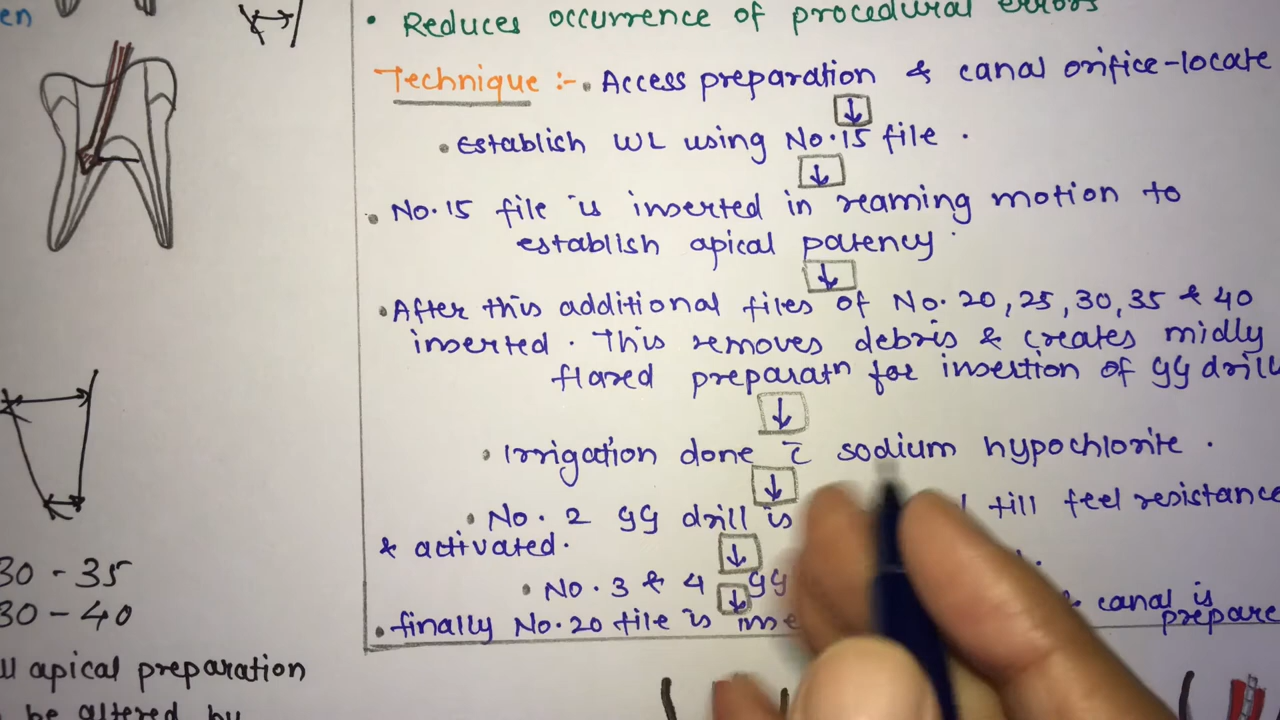 • Reduces occurrence of procedural errors
Technique :- • Access preparation & canal orifice-locate
• Establish WL using No.15 file .
• No.15 file is inserted in reaming motion to
establish apical patency .
• After this additional files of No. 20, 25, 30, 35 & 40
inserted . This removes debris & creates midly
flared preparatn for insertion of GG drill
• Irrigation done c̄ sodium hypochlorite .
• No. 2 GG drill is till feel resistance
& activated.
• No. 3 & 4 GG
• finally No.20 file is & canal is
prepare
30 - 35
30 - 40
apical preparation
be altered by